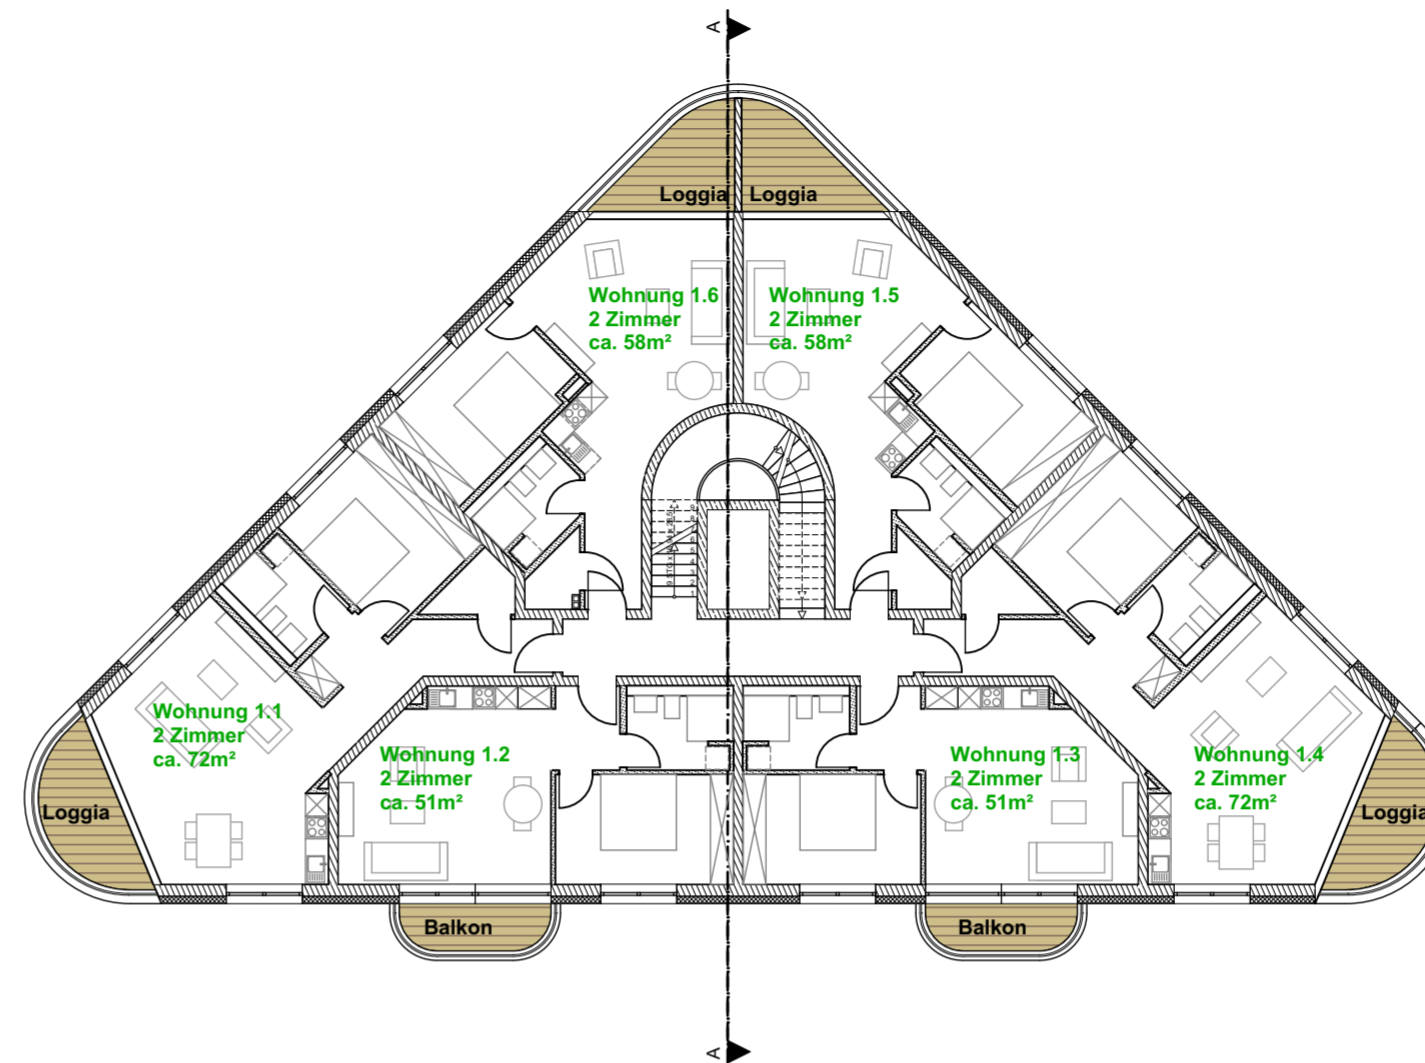 A
Loggia
Loggia
Wohnung 1.6
2 Zimmer
ca. 58m²
Wohnung 1.5
2 Zimmer
ca. 58m²
Wohnung 1.1
2 Zimmer
ca. 72m²
Wohnung 1.2
2 Zimmer
ca. 51m²
Wohnung 1.3
2 Zimmer
ca. 51m²
Wohnung 1.4
2 Zimmer
ca. 72m²
Loggia
Loggia
Balkon
Balkon
A